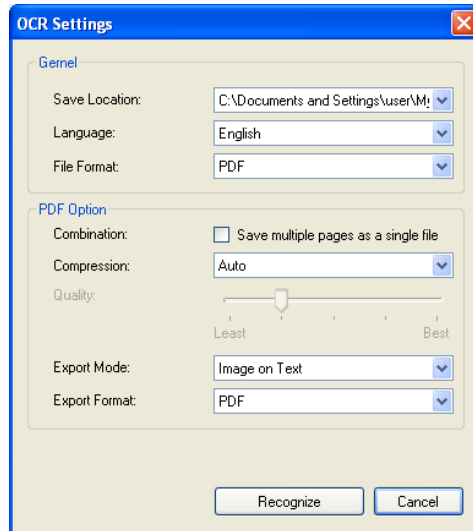 OCR Settings
Gernel
Save Location: C:\Documents and Settings\user\My
Language: English
File Format: PDF
PDF Option
Combination: Save multiple pages as a single file
Compression: Auto
Quality:
Least Best
Export Mode: Image on Text
Export Format: PDF
Recognize Cancel